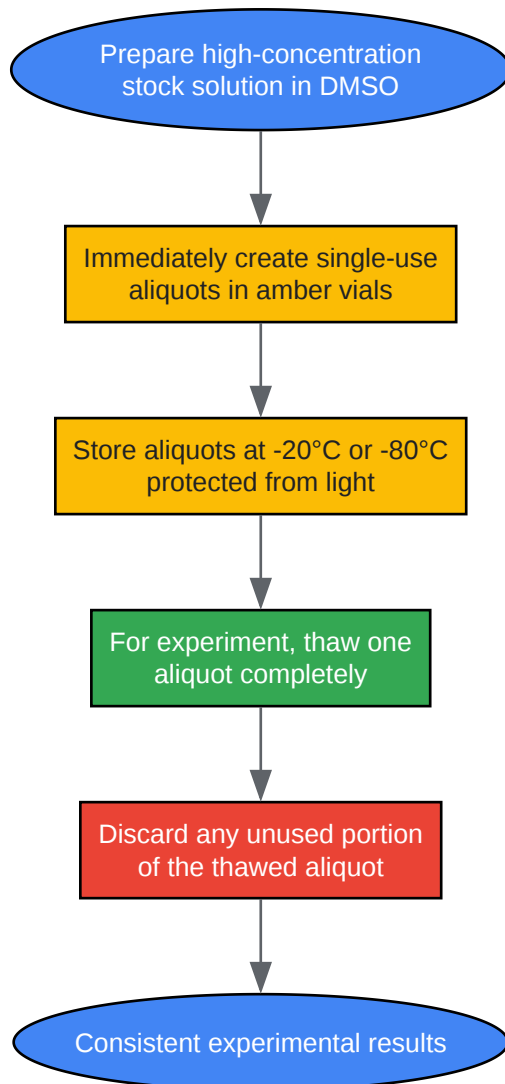 Prepare high-concentration
stock solution in DMSO
Immediately create single-use
aliquots in amber vials
Store aliquots at -20°C or -80°C
protected from light
For experiment, thaw one
aliquot completely
Discard any unused portion
of the thawed aliquot
Consistent experimental results